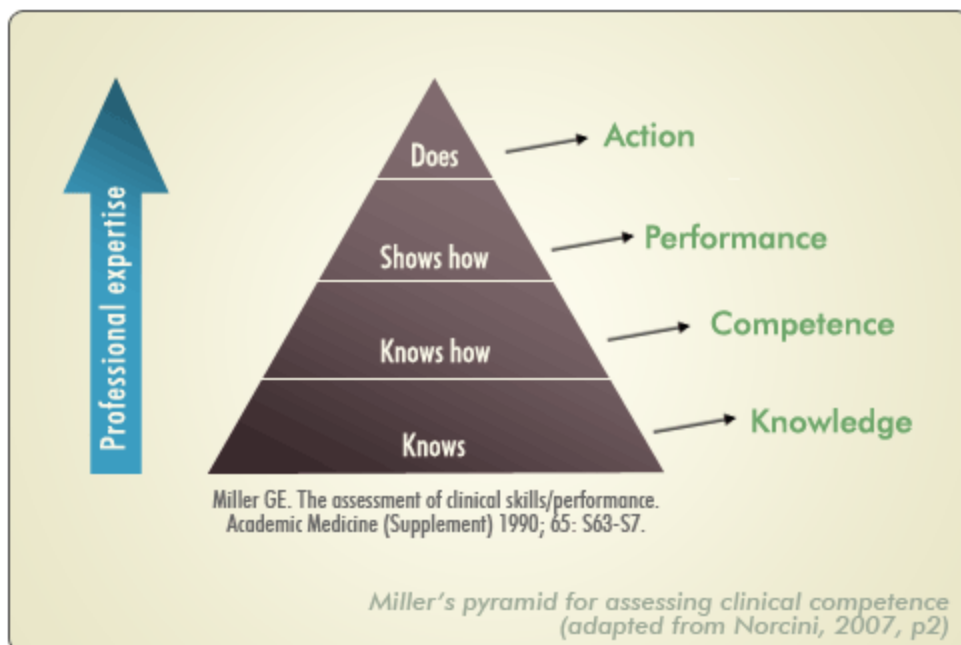 Does
Action
Shows how
Performance
Knows how
Competence
Knows
Knowledge
Professional expertise
Miller GE. The assessment of clinical skills/performance.
Academic Medicine (Supplement) 1990; 65: S63-S7.
Miller's pyramid for assessing clinical competence
(adapted from Norcini, 2007, p2)